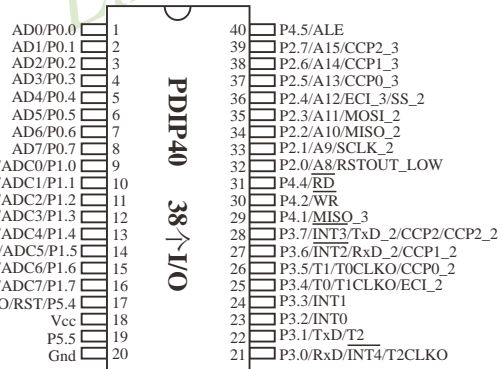 AD0/P0.0 1 40 P4.5/ALE
AD1/P0.1 2 39 P2.7/A15/CCP2_3
AD2/P0.2 3 38 P2.6/A14/CCP1_3
AD3/P0.3 4 37 P2.5/A13/CCP0_3
AD4/P0.4 5 36 P2.4/A12/ECI_3/SS_2
AD5/P0.5 6 35 P2.3/A11/MOSI_2
AD6/P0.6 7 34 P2.2/A10/MISO_2
AD7/P0.7 8 33 P2.1/A9/SCLK_2
/ADC0/P1.0 9 32 P2.0/A8/RSTOUT_LOW
/ADC1/P1.1 10 31 P4.4/RD
/ADC2/P1.2 11 30 P4.2/WR
/ADC3/P1.3 12 29 P4.1/MISO_3
/ADC4/P1.4 13 28 P3.7/INT3/TxD_2/CCP2/CCP2_2
/ADC5/P1.5 14 27 P3.6/INT2/RxD_2/CCP1_2
/ADC6/P1.6 15 26 P3.5/T1/T0CLKO/CCP0_2
/ADC7/P1.7 16 25 P3.4/T0/T1CLKO/ECI_2
O/RST/P5.4 17 24 P3.3/INT1
Vcc 18 23 P3.2/INT0
P5.5 19 22 P3.1/TxD/T2
Gnd 20 21 P3.0/RxD/INT4/T2CLKO
PDIP40 38个I/O